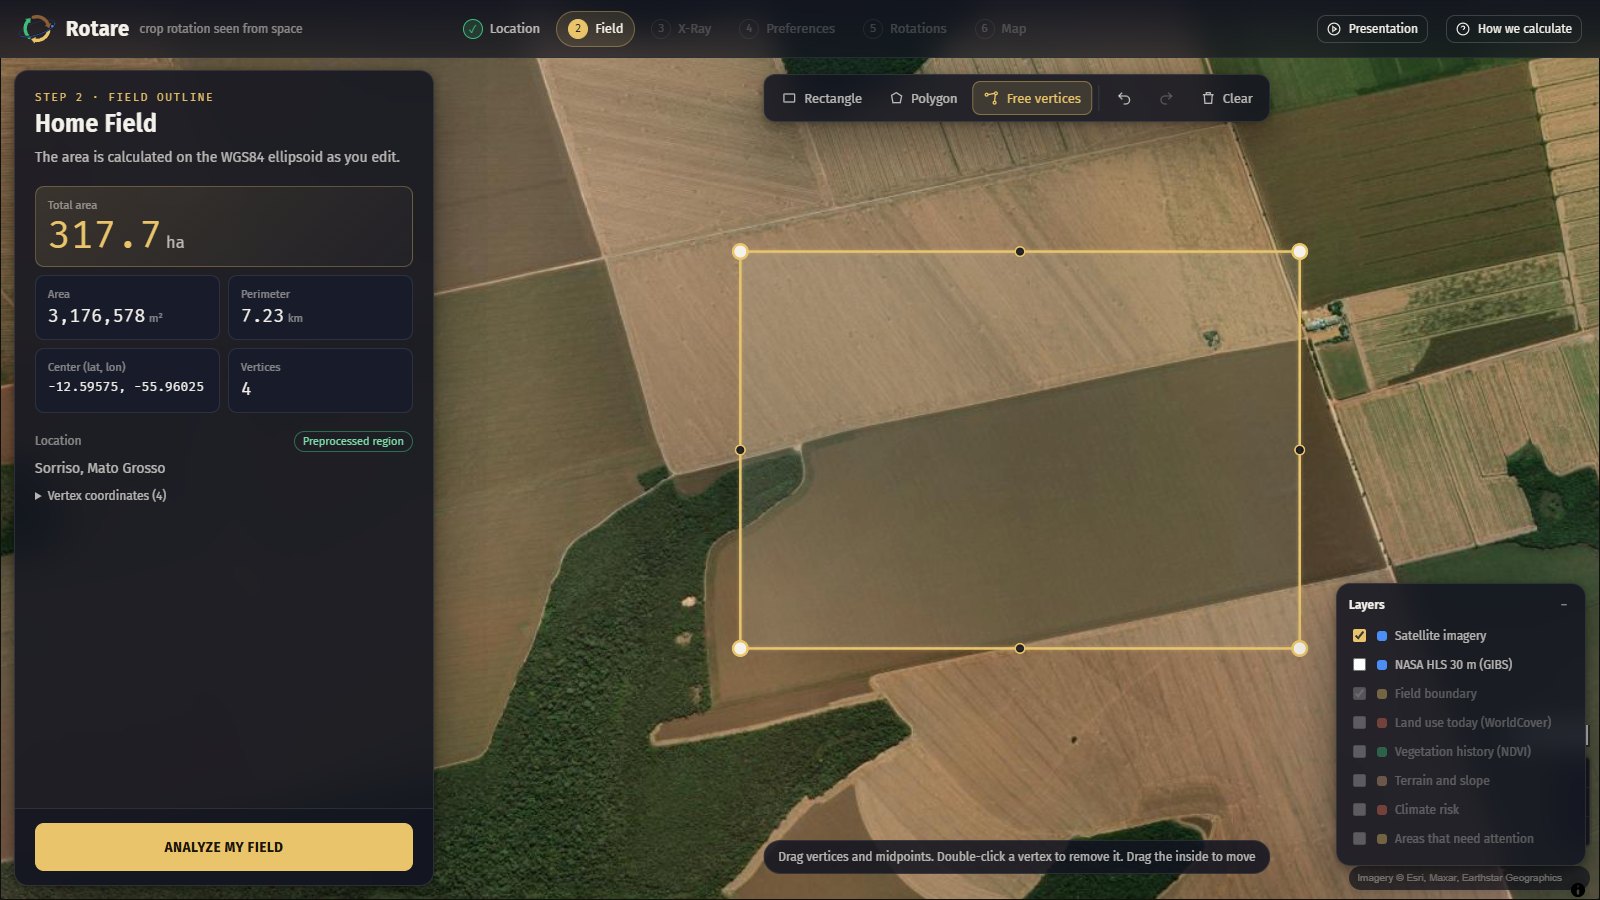 Rotare crop rotation seen from space
Location
2 Field
3 X-Ray
4 Preferences
5 Rotations
6 Map
Presentation
How we calculate
STEP 2 · FIELD OUTLINE
Home Field
The area is calculated on the WGS84 ellipsoid as you edit.
Total area
317.7 ha
Area
3,176,578 m²
Perimeter
7.23 km
Center (lat, lon)
-12.59575, -55.96025
Vertices
4
Location
Preprocessed region
Sorriso, Mato Grosso
Vertex coordinates (4)
ANALYZE MY FIELD
Rectangle
Polygon
Free vertices
Clear
Drag vertices and midpoints. Double-click a vertex to remove it. Drag the inside to move
Layers
Satellite imagery
NASA HLS 30 m (GIBS)
Field boundary
Land use today (WorldCover)
Vegetation history (NDVI)
Terrain and slope
Climate risk
Areas that need attention
Imagery © Esri, Maxar, Earthstar Geographics